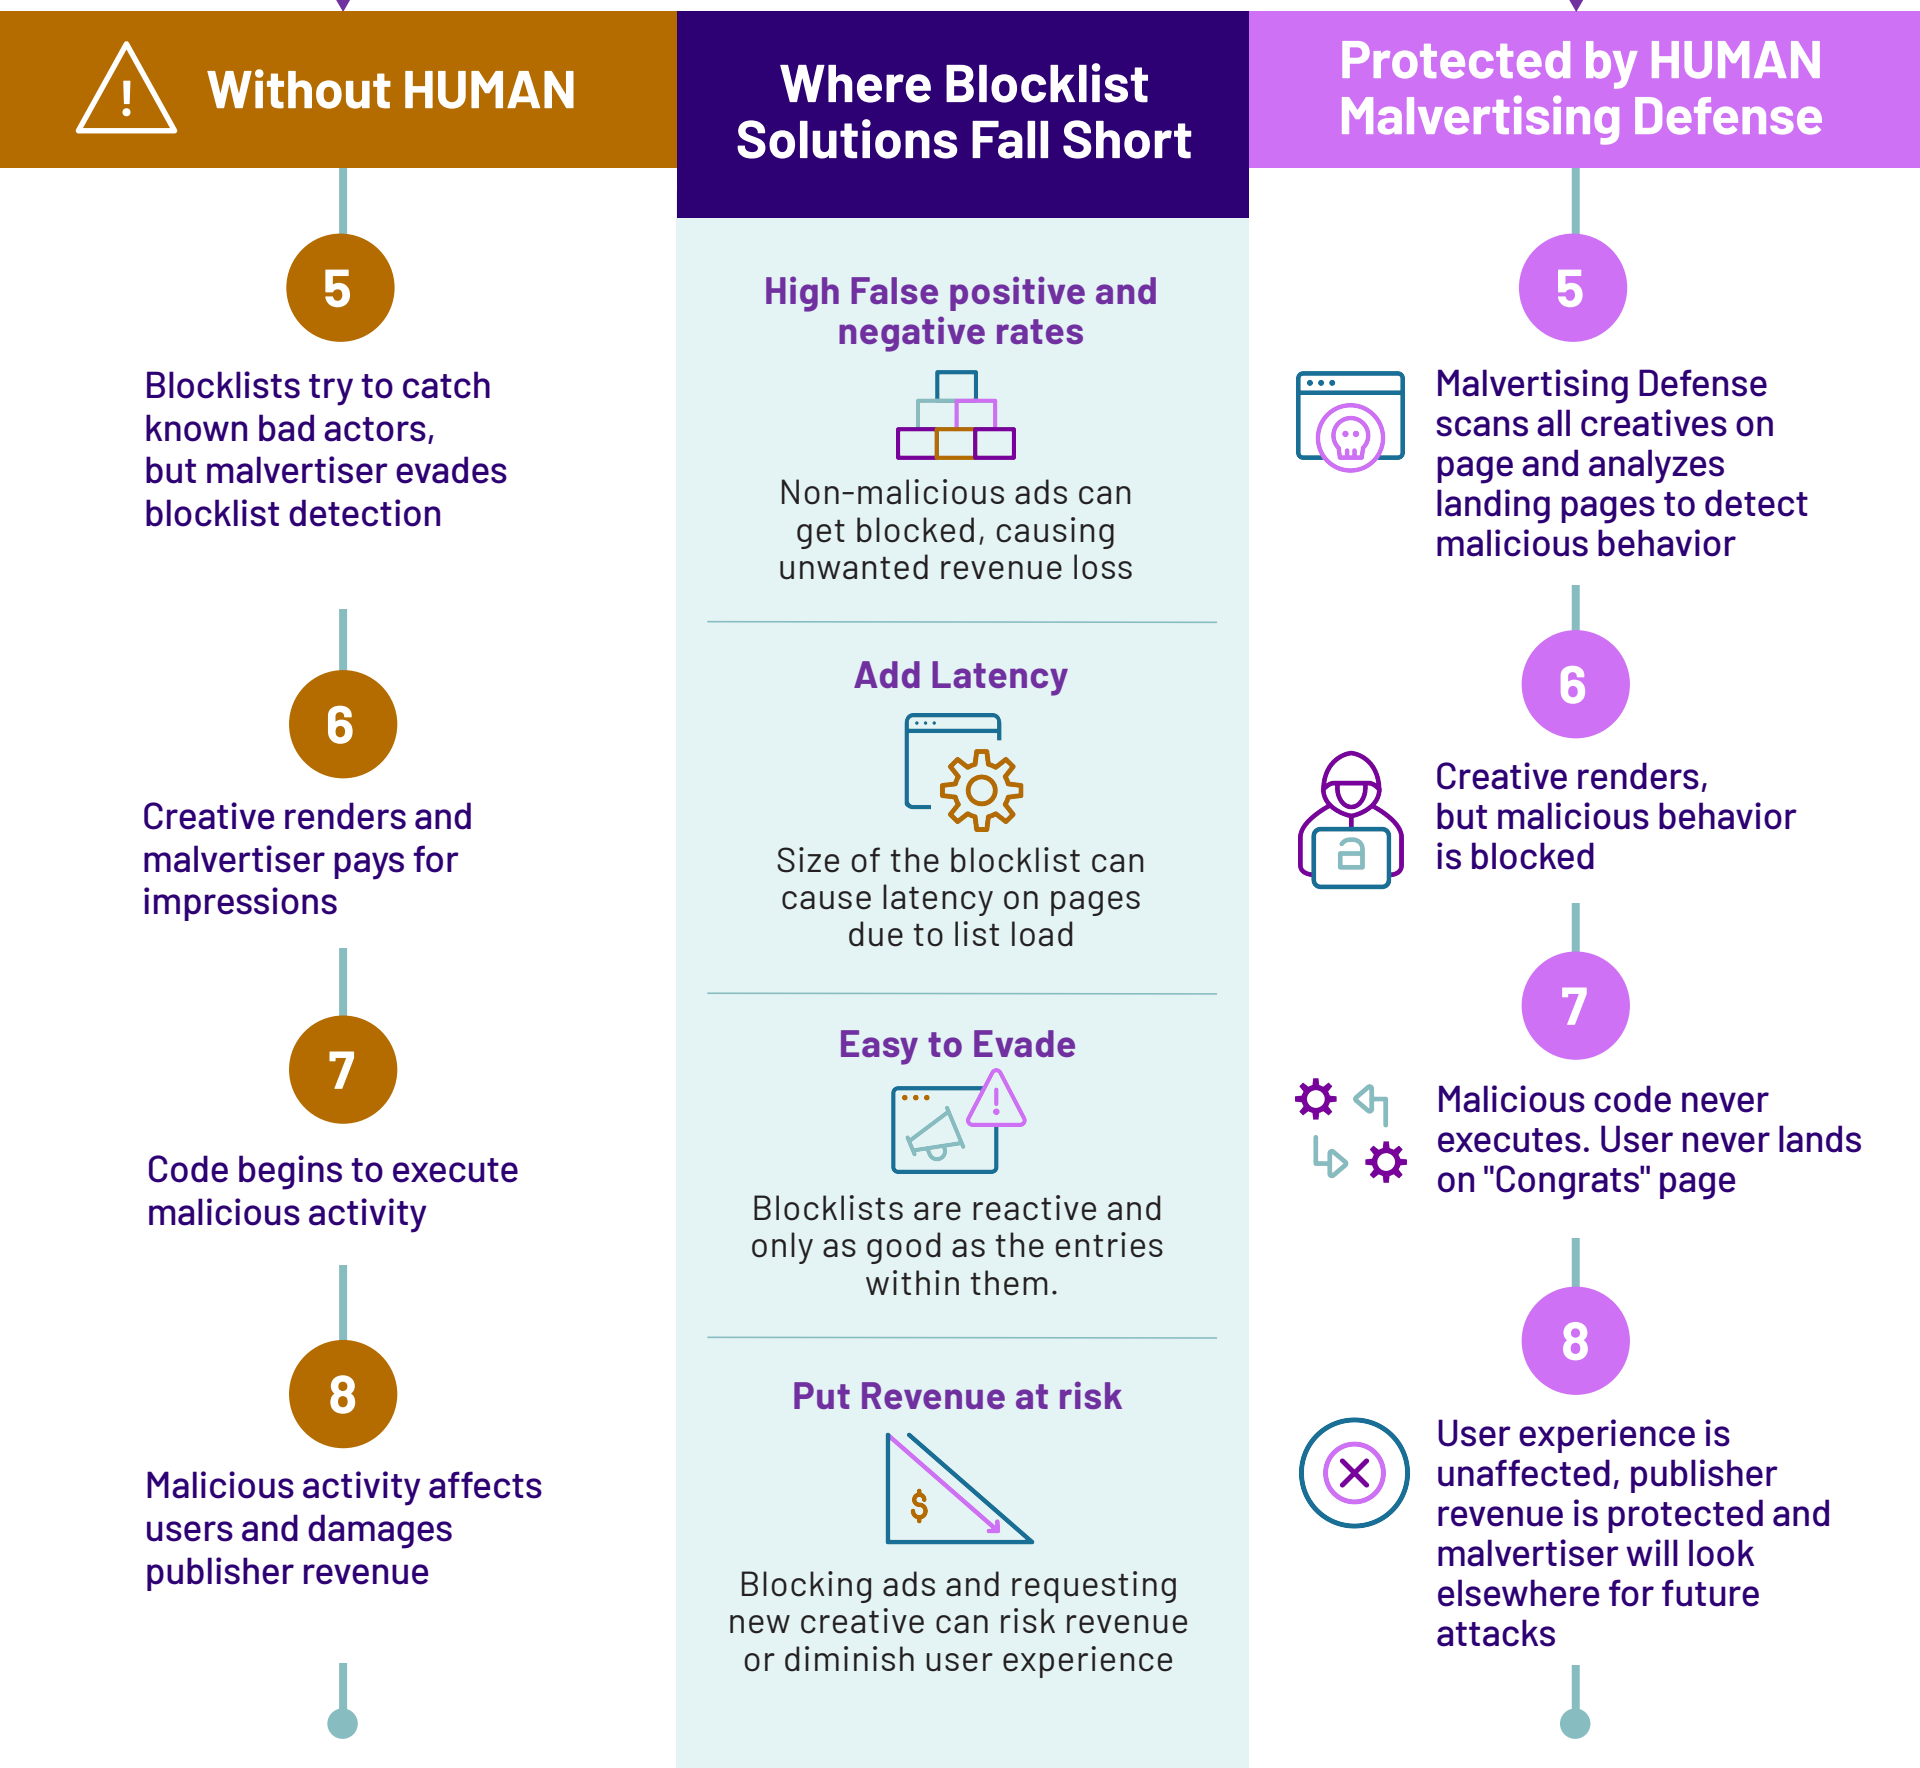 Without HUMAN
5
Blocklists try to catch
known bad actors,
but malvertiser evades
blocklist detection
6
Creative renders and
malvertiser pays for
impressions
7
Code begins to execute
malicious activity
8
Malicious activity affects
users and damages
publisher revenue
Where Blocklist
Solutions Fall Short
High False positive and
negative rates
Non-malicious ads can
get blocked, causing
unwanted revenue loss
Add Latency
Size of the blocklist can
cause latency on pages
due to list load
Easy to Evade
Blocklists are reactive and
only as good as the entries
within them.
Put Revenue at risk
$
Blocking ads and requesting
new creative can risk revenue
or diminish user experience
Protected by HUMAN
Malvertising Defense
5
Malvertising Defense
scans all creatives on
page and analyzes
landing pages to detect
malicious behavior
6
Creative renders,
but malicious behavior
is blocked
7
Malicious code never
executes. User never lands
on "Congrats" page
8
User experience is
unaffected, publisher
revenue is protected and
malvertiser will look
elsewhere for future
attacks